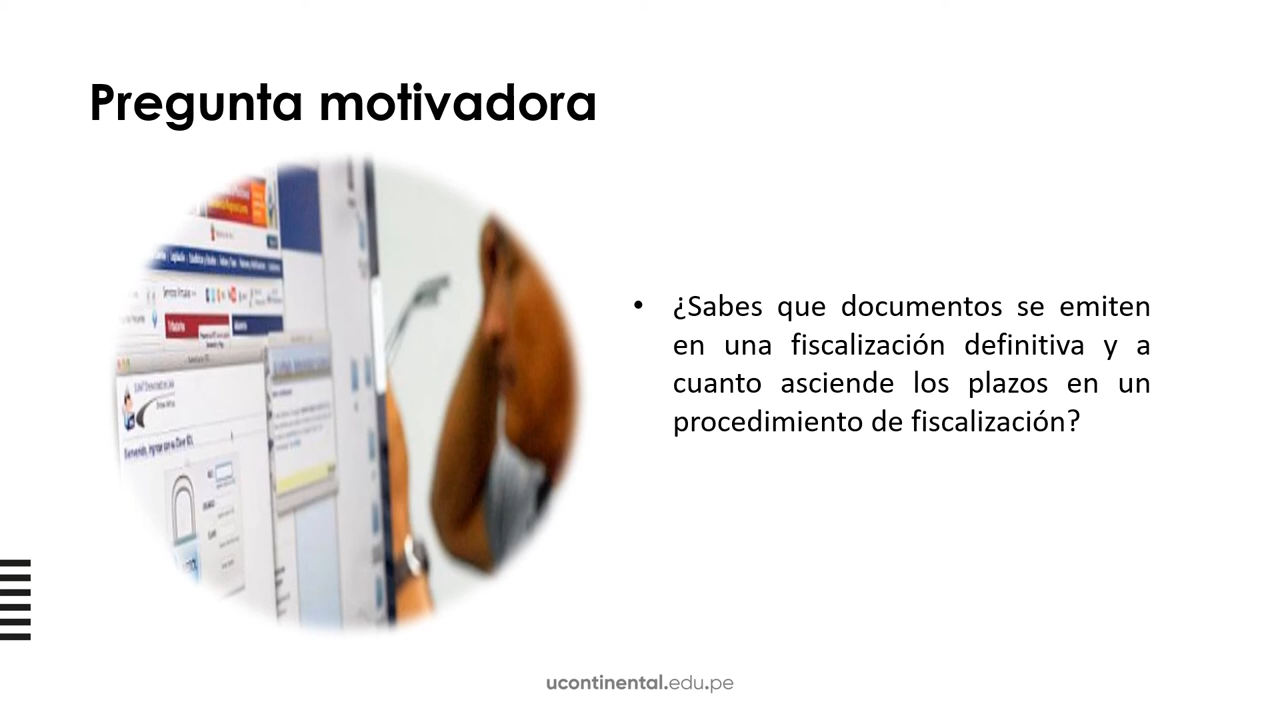 Pregunta motivadora
• ¿Sabes que documentos se emiten
en una fiscalización definitiva y a
cuanto asciende los plazos en un
procedimiento de fiscalización?
ucontinental.edu.pe